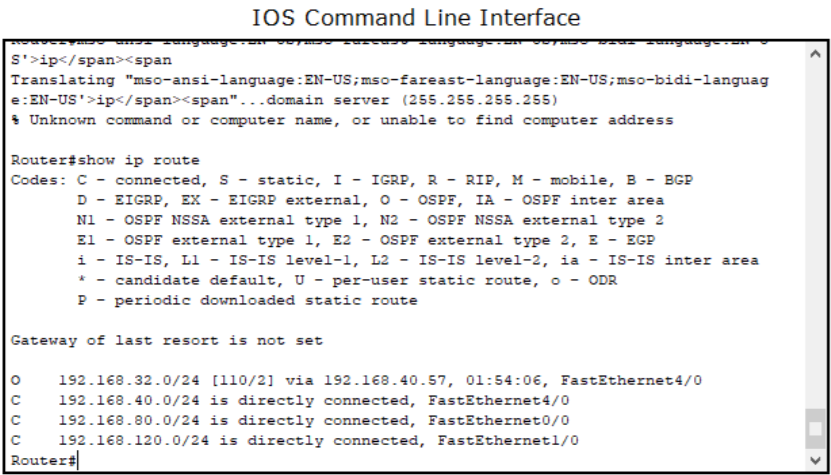 IOS Command Line Interface
S'>ip</span><span
Translating "mso-ansi-language:EN-US;mso-fareast-language:EN-US;mso-bidi-languag
e:EN-US'>ip</span><span"...domain server (255.255.255.255)
% Unknown command or computer name, or unable to find computer address
Router#show ip route
Codes: C - connected, S - static, I - IGRP, R - RIP, M - mobile, B - BGP
D - EIGRP, EX - EIGRP external, O - OSPF, IA - OSPF inter area
N1 - OSPF NSSA external type 1, N2 - OSPF NSSA external type 2
E1 - OSPF external type 1, E2 - OSPF external type 2, E - EGP
i - IS-IS, L1 - IS-IS level-1, L2 - IS-IS level-2, ia - IS-IS inter area
* - candidate default, U - per-user static route, o - ODR
P - periodic downloaded static route
Gateway of last resort is not set
O 192.168.32.0/24 [110/2] via 192.168.40.57, 01:54:06, FastEthernet4/0
C 192.168.40.0/24 is directly connected, FastEthernet4/0
C 192.168.80.0/24 is directly connected, FastEthernet0/0
C 192.168.120.0/24 is directly connected, FastEthernet1/0
Router#